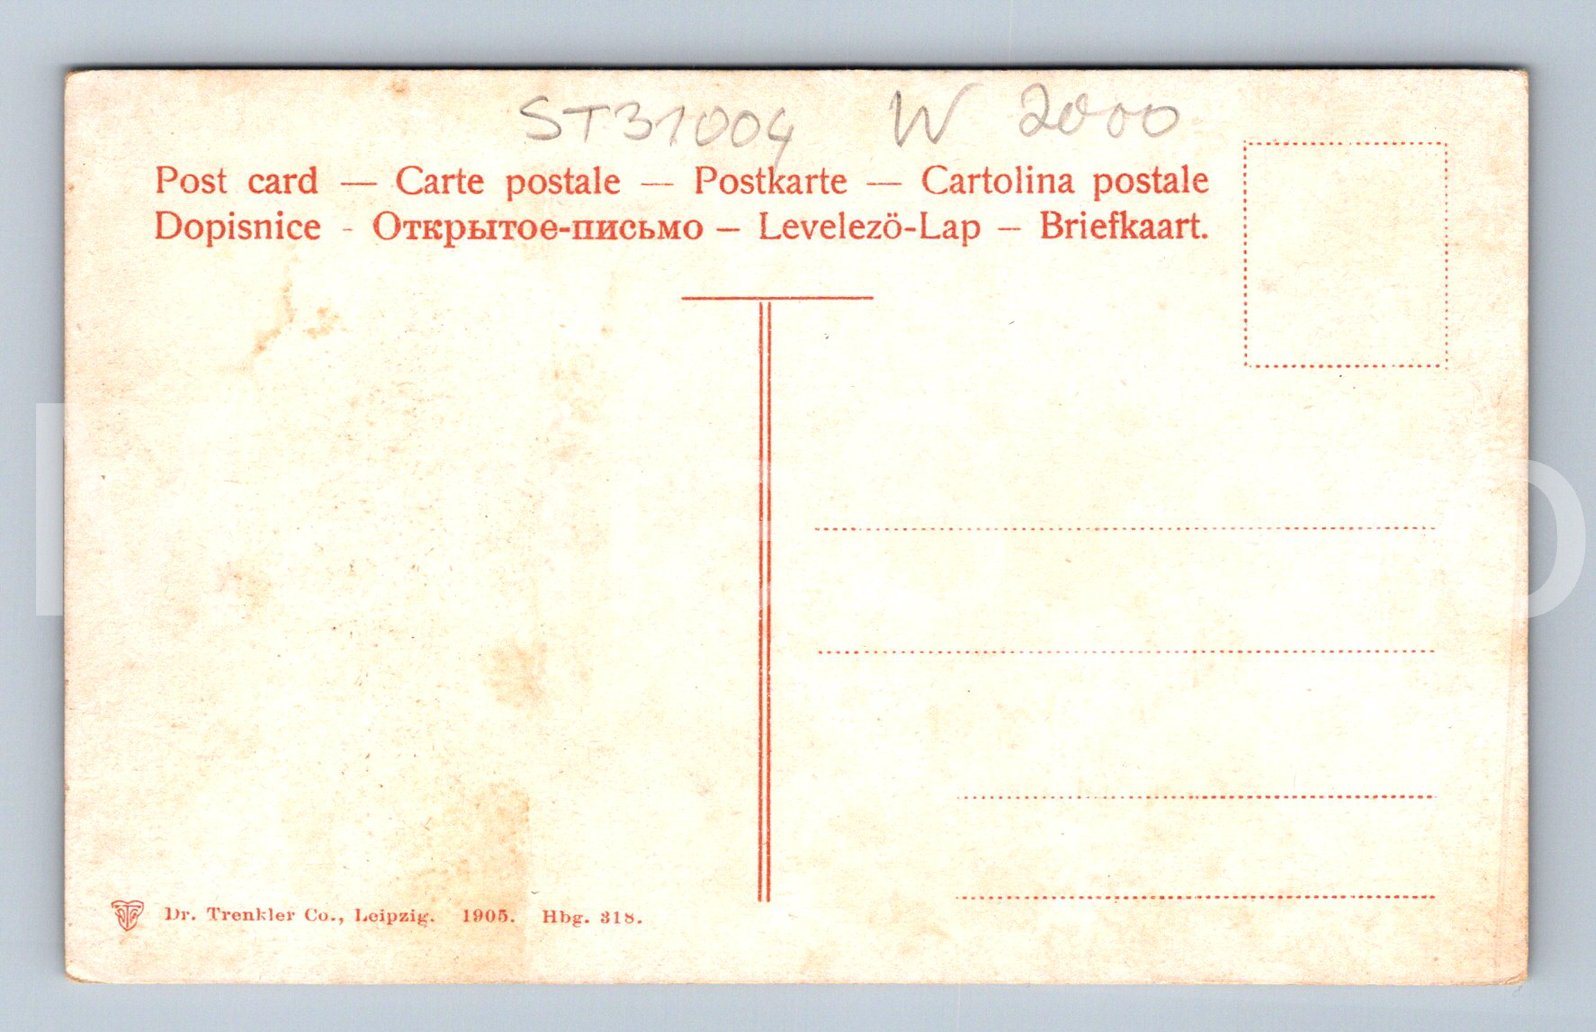 ST31004 W 2000
Post card — Carte postale — Postkarte — Cartolina postale
Dopisnice - Открытое-письмо — Levelezö-Lap — Briefkaart.
Dr. Trenkler Co., Leipzig. 1905. Hbg. 318.